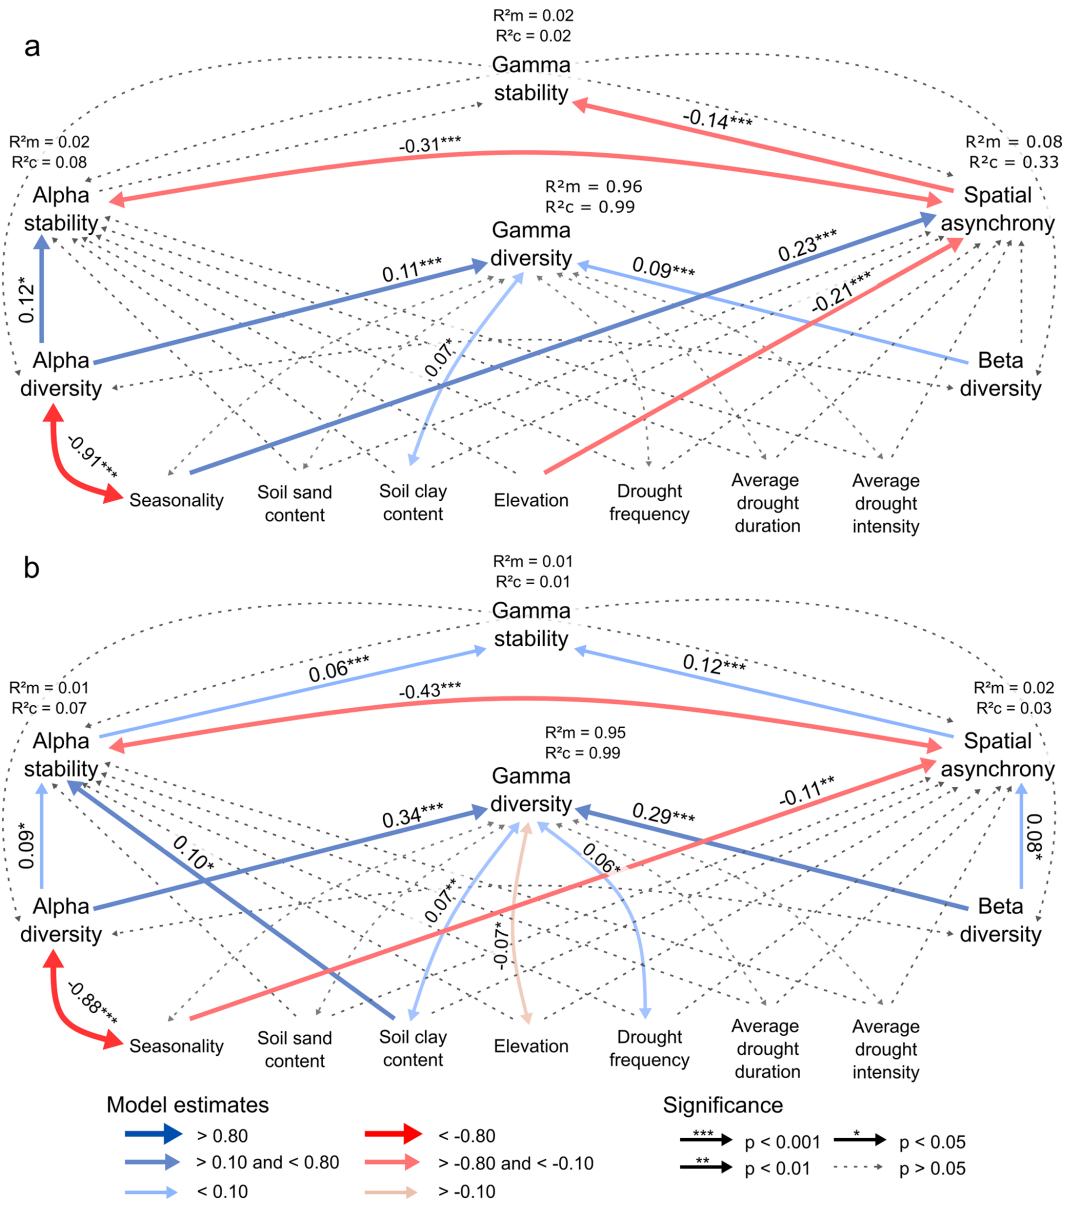 a
R²m = 0.02
R²c = 0.02
Gamma
stability
-0.14***
-0.31***
R²m = 0.02
R²c = 0.08
Alpha
stability
R²m = 0.08
R²c = 0.33
Spatial
asynchrony
R²m = 0.96
R²c = 0.99
Gamma
diversity
0.12*
0.11***
0.09***
0.23***
-0.21***
0.07*
Alpha
diversity
Beta
diversity
-0.91***
Seasonality
Soil sand
content
Soil clay
content
Elevation
Drought
frequency
Average
drought
duration
Average
drought
intensity
b
R²m = 0.01
R²c = 0.01
Gamma
stability
0.06***
0.12***
-0.43***
R²m = 0.01
R²c = 0.07
Alpha
stability
R²m = 0.02
R²c = 0.03
Spatial
asynchrony
R²m = 0.95
R²c = 0.99
Gamma
diversity
0.09*
0.10*
0.34***
0.29***
-0.11**
0.08*
0.06*
0.07**
-0.07*
Alpha
diversity
Beta
diversity
-0.88***
Seasonality
Soil sand
content
Soil clay
content
Elevation
Drought
frequency
Average
drought
duration
Average
drought
intensity
Model estimates
> 0.80
> 0.10 and < 0.80
< 0.10
< -0.80
> -0.80 and < -0.10
> -0.10
Significance
*** p < 0.001
* p < 0.05
** p < 0.01
p > 0.05